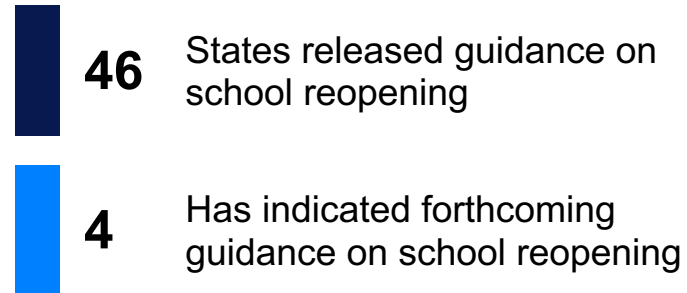 46
States released guidance on
school reopening
4
Has indicated forthcoming
guidance on school reopening